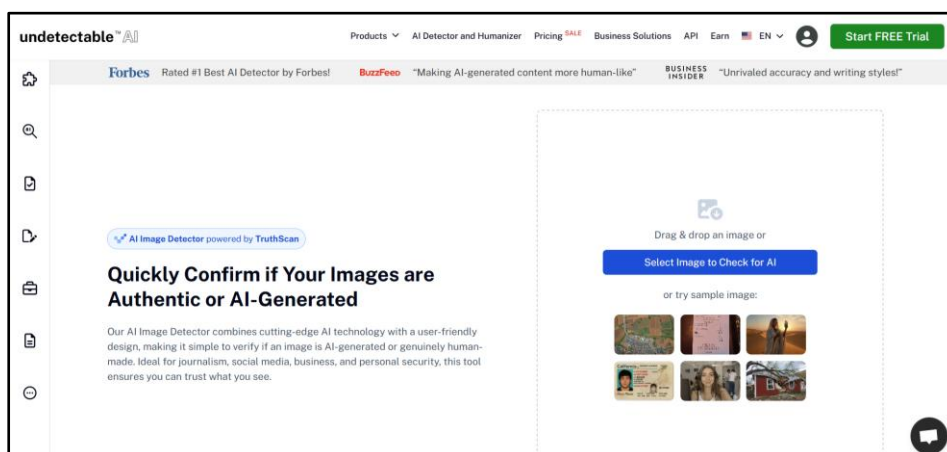 undetectable™ AI
Products AI Detector and Humanizer Pricing SALE Business Solutions API Earn EN Start FREE Trial
Forbes Rated #1 Best AI Detector by Forbes! BuzzFeed "Making AI-generated content more human-like" BUSINESS INSIDER "Unrivaled accuracy and writing styles!"
AI Image Detector powered by TruthScan
Quickly Confirm if Your Images are
Authentic or AI-Generated
Our AI Image Detector combines cutting-edge AI technology with a user-friendly
design, making it simple to verify if an image is AI-generated or genuinely human-
made. Ideal for journalism, social media, business, and personal security, this tool
ensures you can trust what you see.
Drag & drop an image or
Select Image to Check for AI
or try sample image: